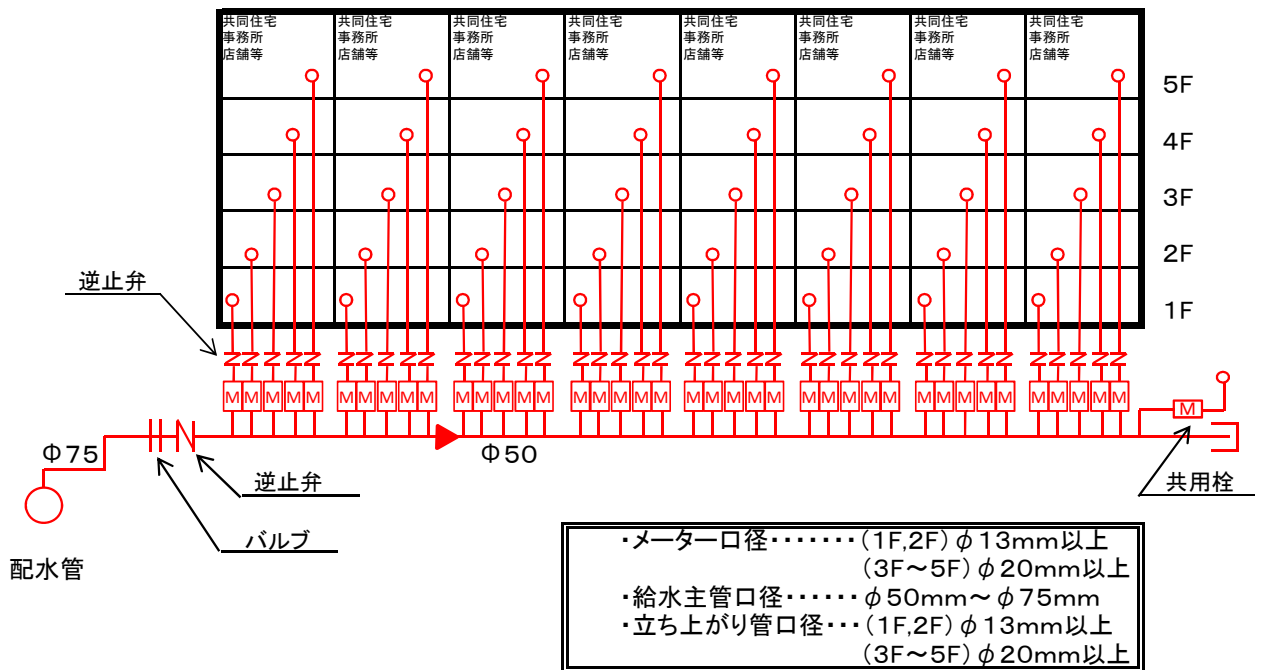 共同住宅
事務所
店舗等
共同住宅
事務所
店舗等
共同住宅
事務所
店舗等
共同住宅
事務所
店舗等
共同住宅
事務所
店舗等
共同住宅
事務所
店舗等
共同住宅
事務所
店舗等
共同住宅
事務所
店舗等
5F
4F
3F
2F
1F
逆止弁
M M M M M M M M M M M M M M M M M M M M M M M M M M M M M M M M M M M M M M M M
M
Φ75
Φ50
逆止弁
バルブ
共用栓
配水管
・メーター口径・・・・・・・(1F,2F)φ13mm以上
(3F～5F)φ20mm以上
・給水主管口径・・・・・・φ50mm～φ75mm
・立ち上がり管口径・・・(1F,2F)φ13mm以上
(3F～5F)φ20mm以上